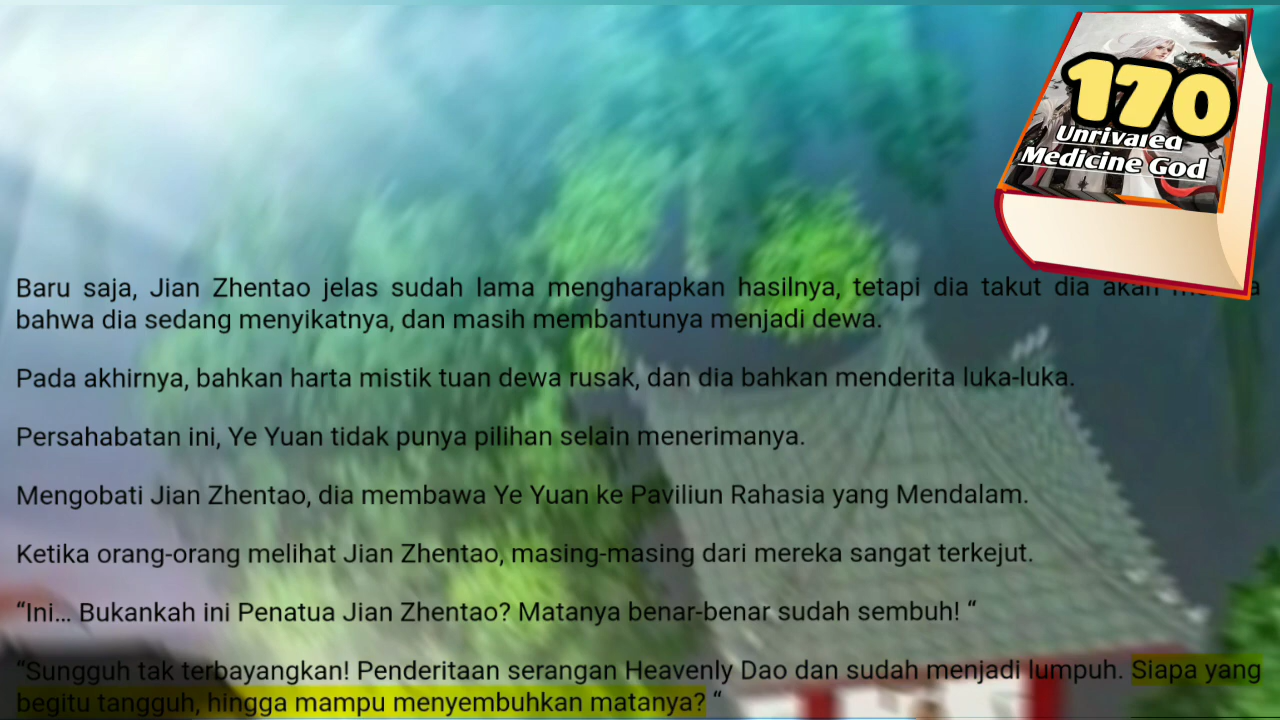 170
Unrivaled
Medicine God
Baru saja, Jian Zhentao jelas sudah lama mengharapkan hasilnya, tetapi dia takut dia akan
bahwa dia sedang menyikatnya, dan masih membantunya menjadi dewa.
Pada akhirnya, bahkan harta mistik tuan dewa rusak, dan dia bahkan menderita luka-luka.
Persahabatan ini, Ye Yuan tidak punya pilihan selain menerimanya.
Mengobati Jian Zhentao, dia membawa Ye Yuan ke Paviliun Rahasia yang Mendalam.
Ketika orang-orang melihat Jian Zhentao, masing-masing dari mereka sangat terkejut.
“Ini… Bukankah ini Penatua Jian Zhentao? Matanya benar-benar sudah sembuh! “
“Sungguh tak terbayangkan! Penderitaan serangan Heavenly Dao dan sudah menjadi lumpuh. Siapa yang
begitu tangguh, hingga mampu menyembuhkan matanya? “